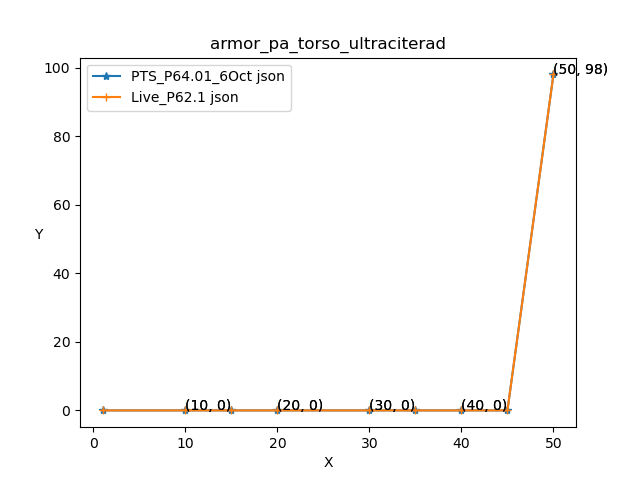 armor_pa_torso_ultraciterad
PTS_P64.01_6Oct json
Live_P62.1 json
(50, 98)
100
80
60
Y
40
20
0
(10, 0)
(20, 0)
(30, 0)
(40, 0)
0 10 20 30 40 50
X